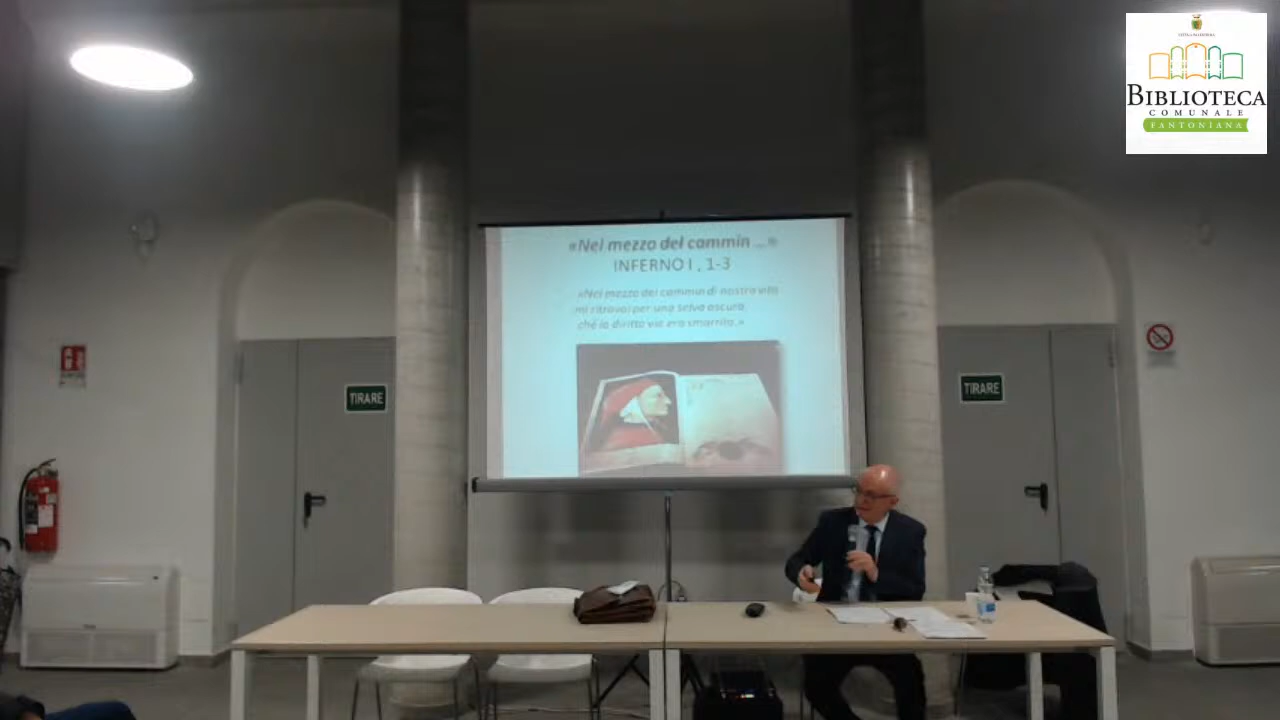 BIBLIOTECA
COMUNALE
FANTONIANA
«Nel mezzo del cammin ...»
INFERNO I, 1-3
«Nel mezzo del cammin di nostra vita
mi ritrovai per una selva oscura,
ché la diritta via era smarrita.»
TIRARE
TIRARE